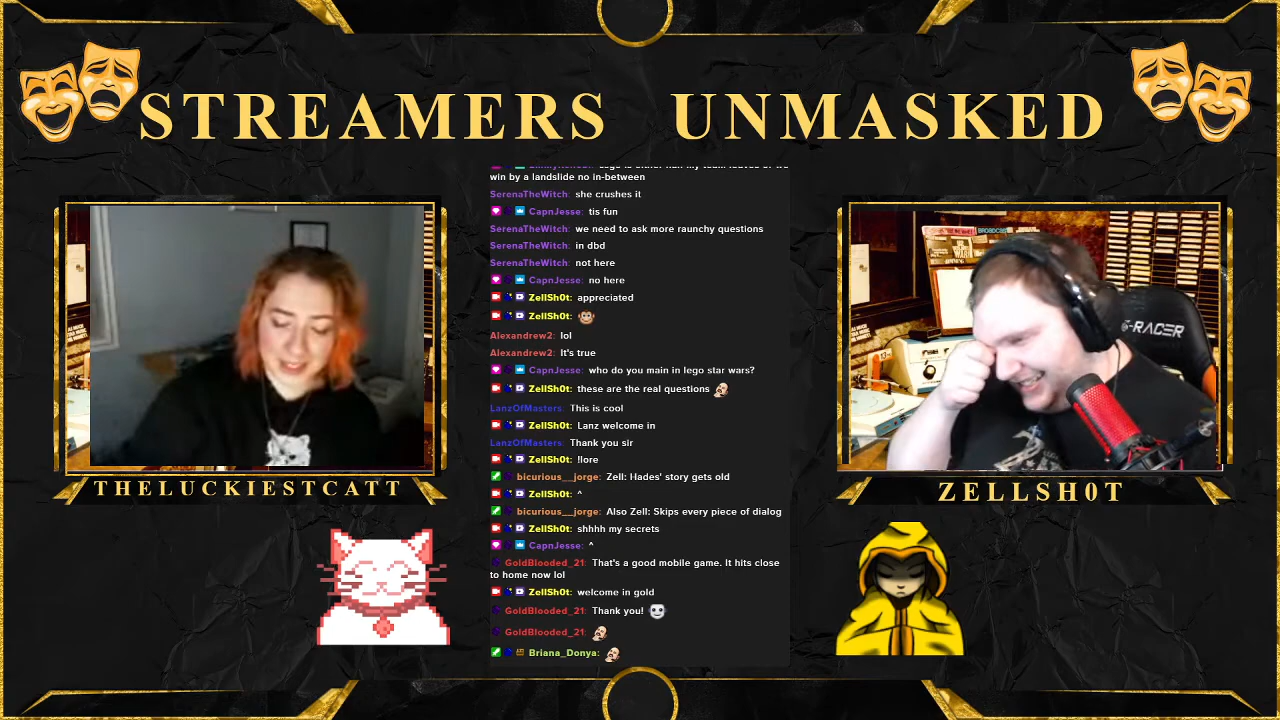 STREAMERS UNMASKED
win by a landslide no in-between
SerenaTheWitch: she crushes it
CapnJesse: tis fun
SerenaTheWitch: we need to ask more raunchy questions
SerenaTheWitch: in dbd
SerenaTheWitch: not here
CapnJesse: no here
ZellSh0t: appreciated
ZellSh0t:
Alexandrew2: lol
Alexandrew2: It's true
CapnJesse: who do you main in lego star wars?
ZellSh0t: these are the real questions
LanzOfMasters: This is cool
ZellSh0t: Lanz welcome in
LanzOfMasters: Thank you sir
ZellSh0t: !lore
bicurious__jorge: Zell: Hades' story gets old
ZellSh0t: ^
bicurious__jorge: Also Zell: Skips every piece of dialog
ZellSh0t: shhhh my secrets
CapnJesse: ^
GoldBlooded_21: That's a good mobile game. It hits close
to home now lol
ZellSh0t: welcome in gold
GoldBlooded_21: Thank you!
GoldBlooded_21:
Briana_Donya:
THELUCKIESTCATT
BROADCAST
G-RACER
ZELLSH0T